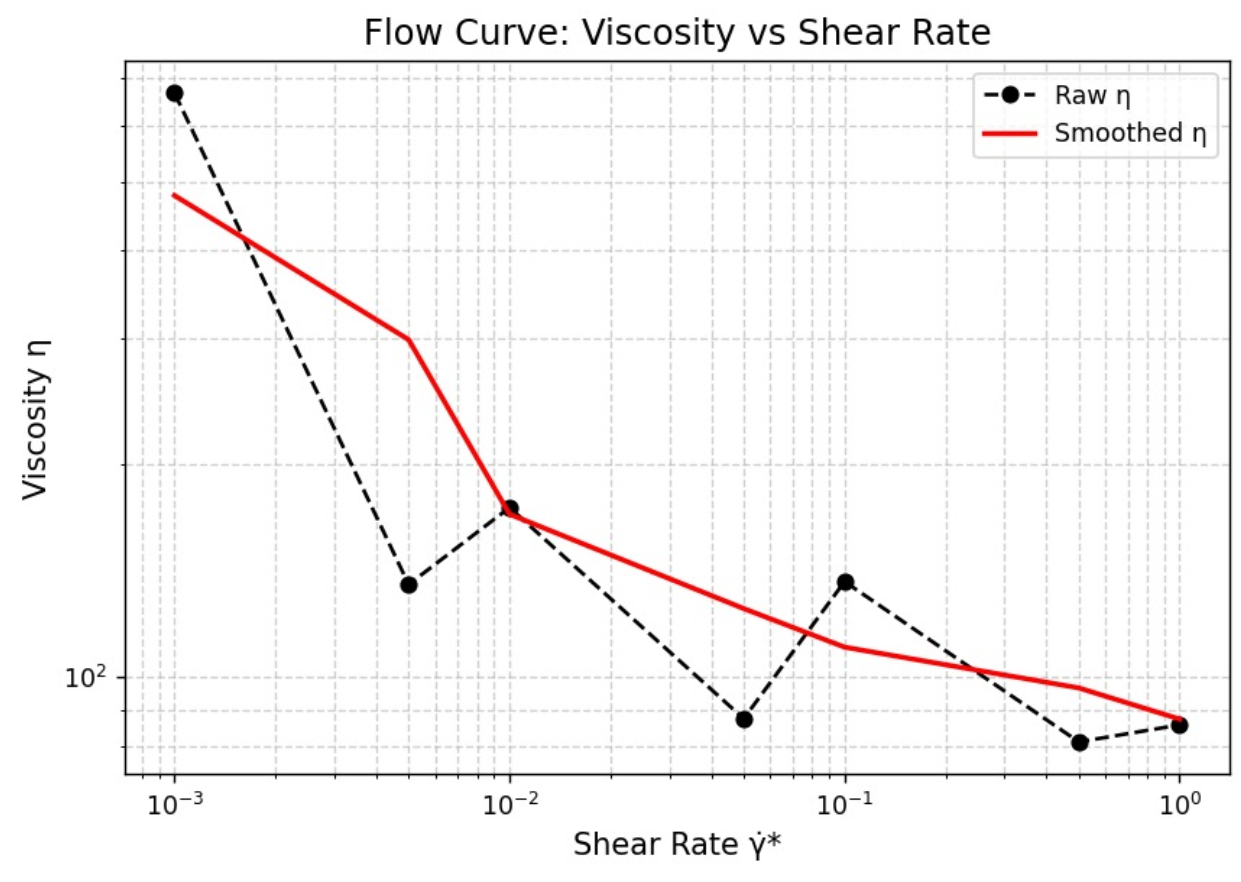 Flow Curve: Viscosity vs Shear Rate
Raw η
Smoothed η
Viscosity η
10²
10⁻³
10⁻²
10⁻¹
10⁰
Shear Rate γ̇*